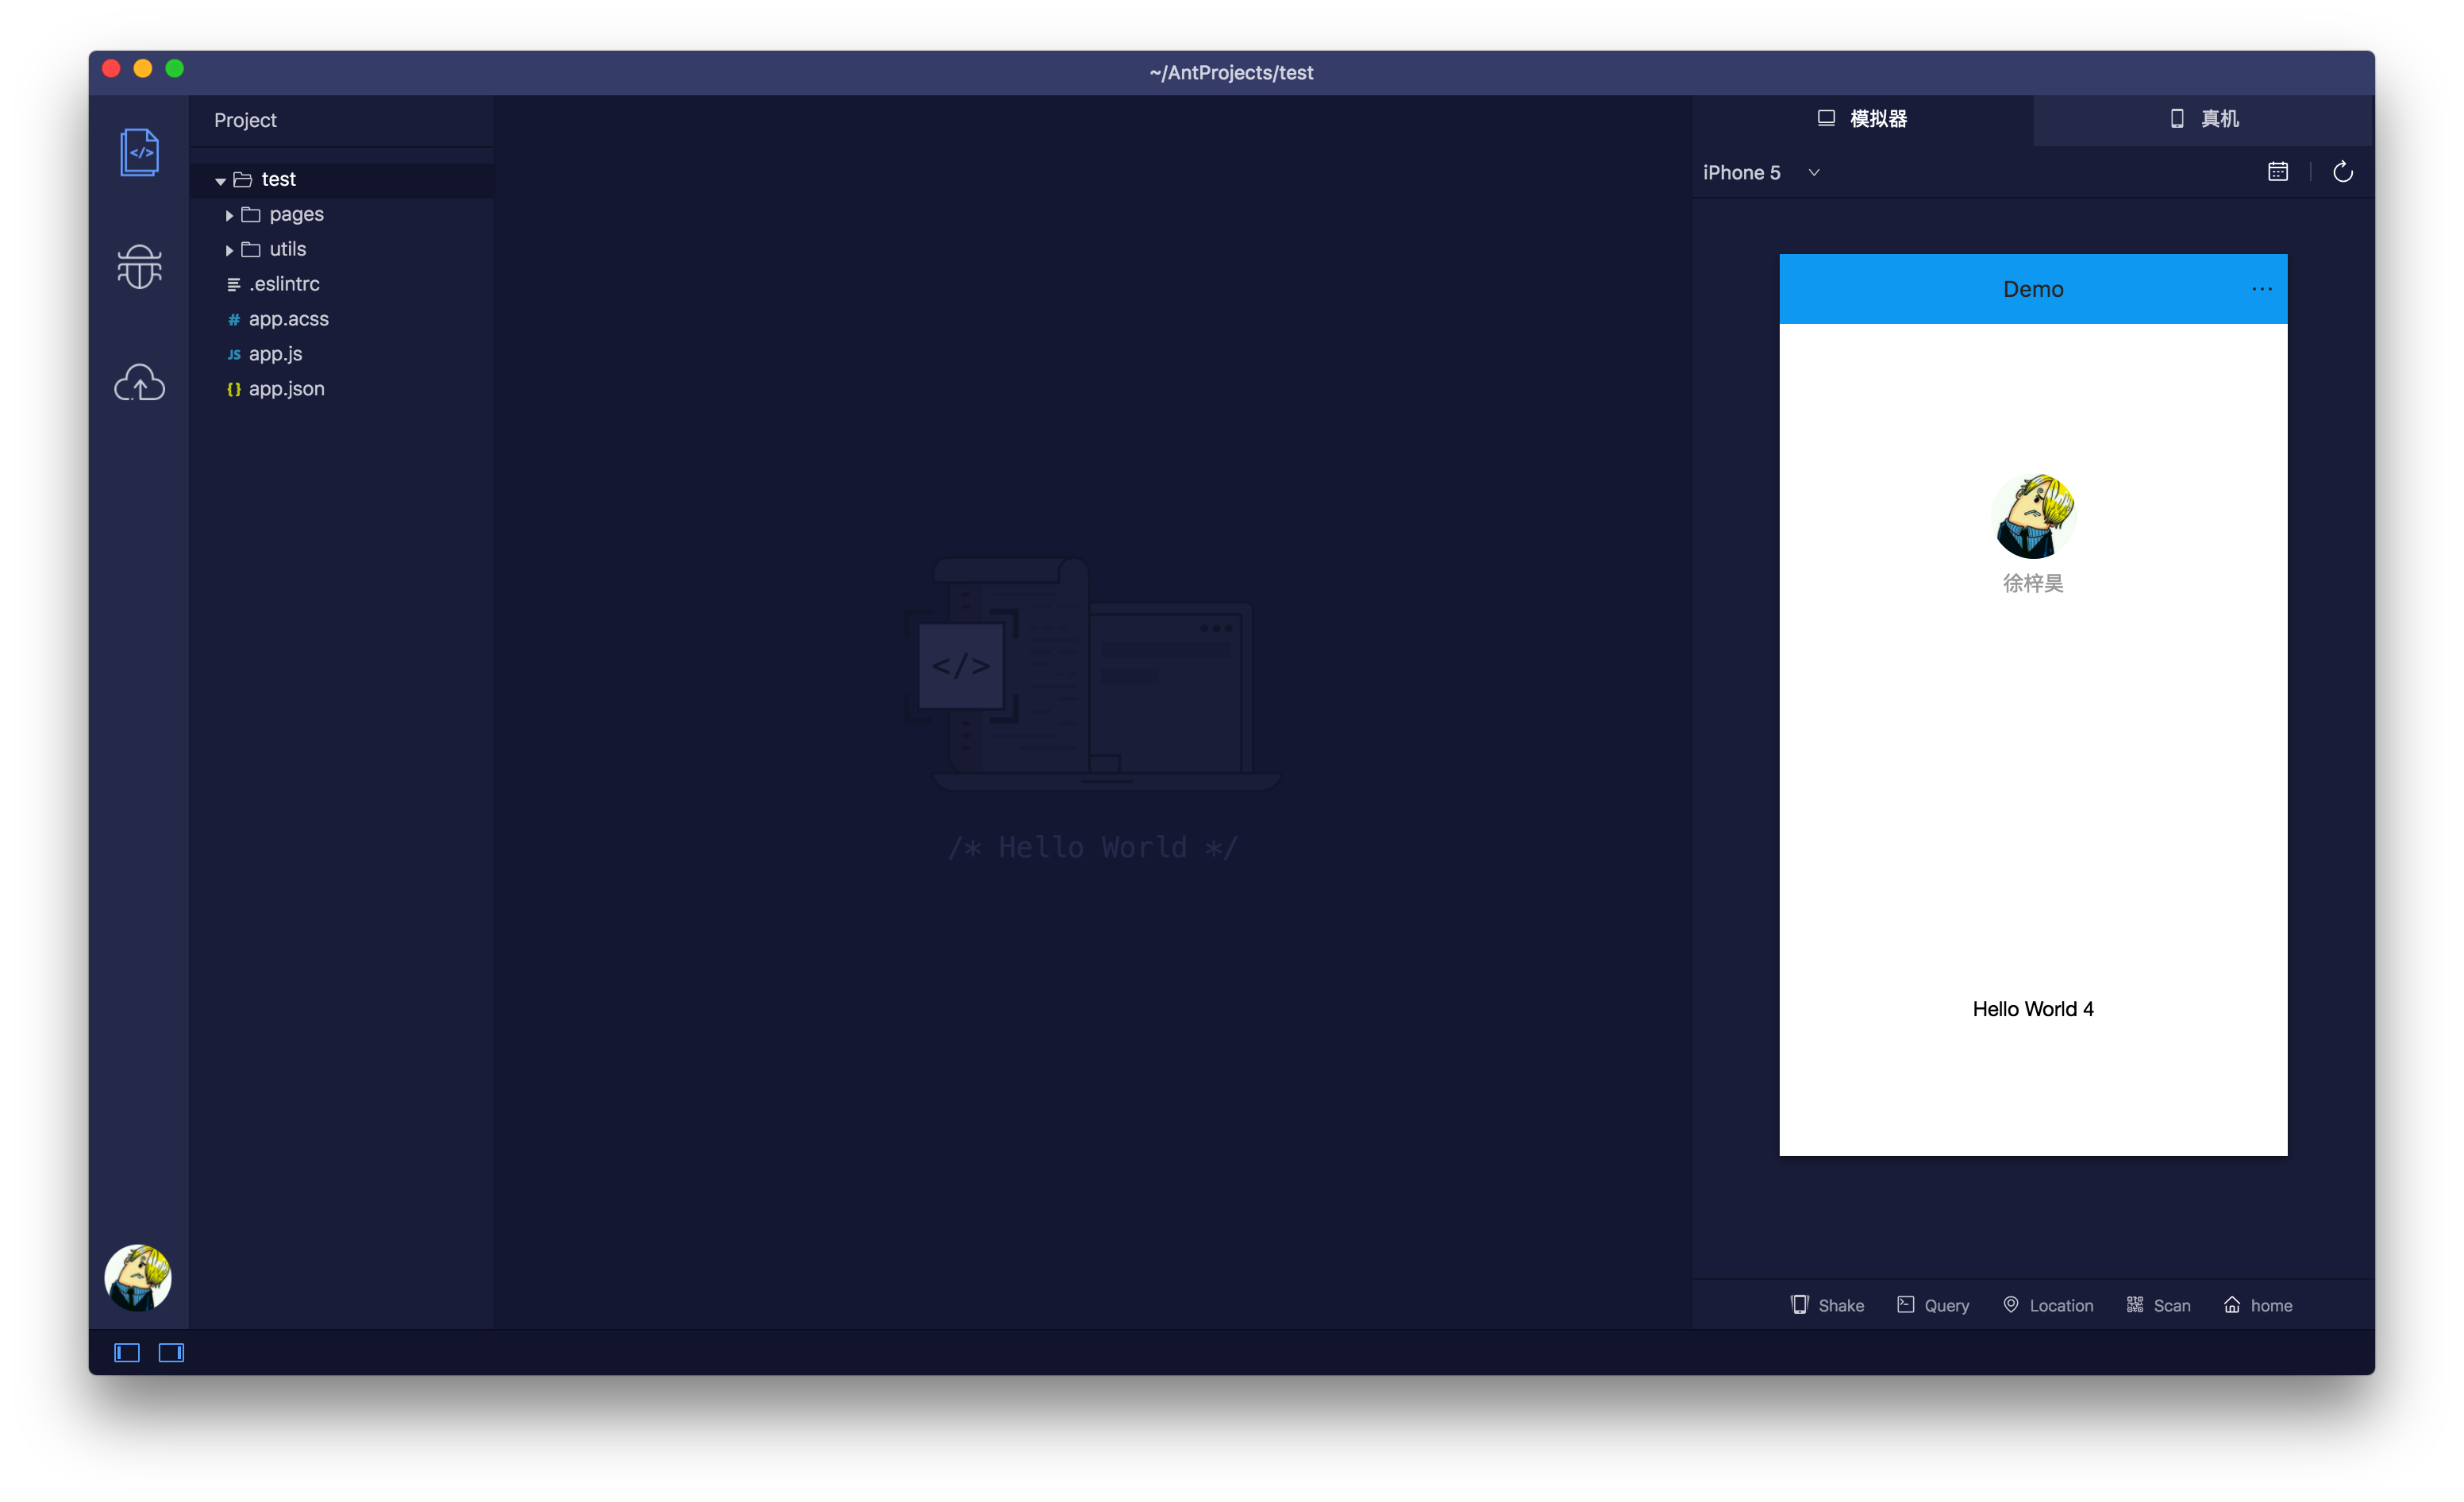 ~/AntProjects/test
Project
test
pages
utils
.eslintrc
# app.acss
JS app.js
{} app.json
</>
/* Hello World */
模拟器
真机
iPhone 5
Demo
徐梓昊
Hello World 4
Shake
Query
Location
Scan
home